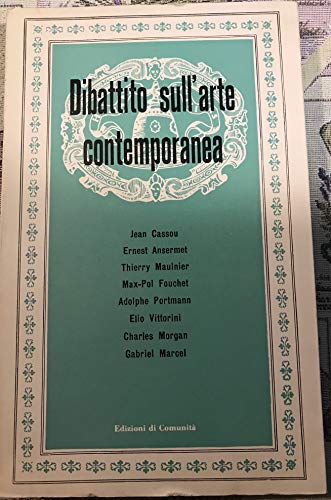 Dibattito sull'arte
contemporanea
Jean Cassou
Ernest Ansermet
Thierry Maulnier
Max-Pol Fouchet
Adolphe Portmann
Elio Vittorini
Charles Morgan
Gabriel Marcel
Edizioni di Comunità